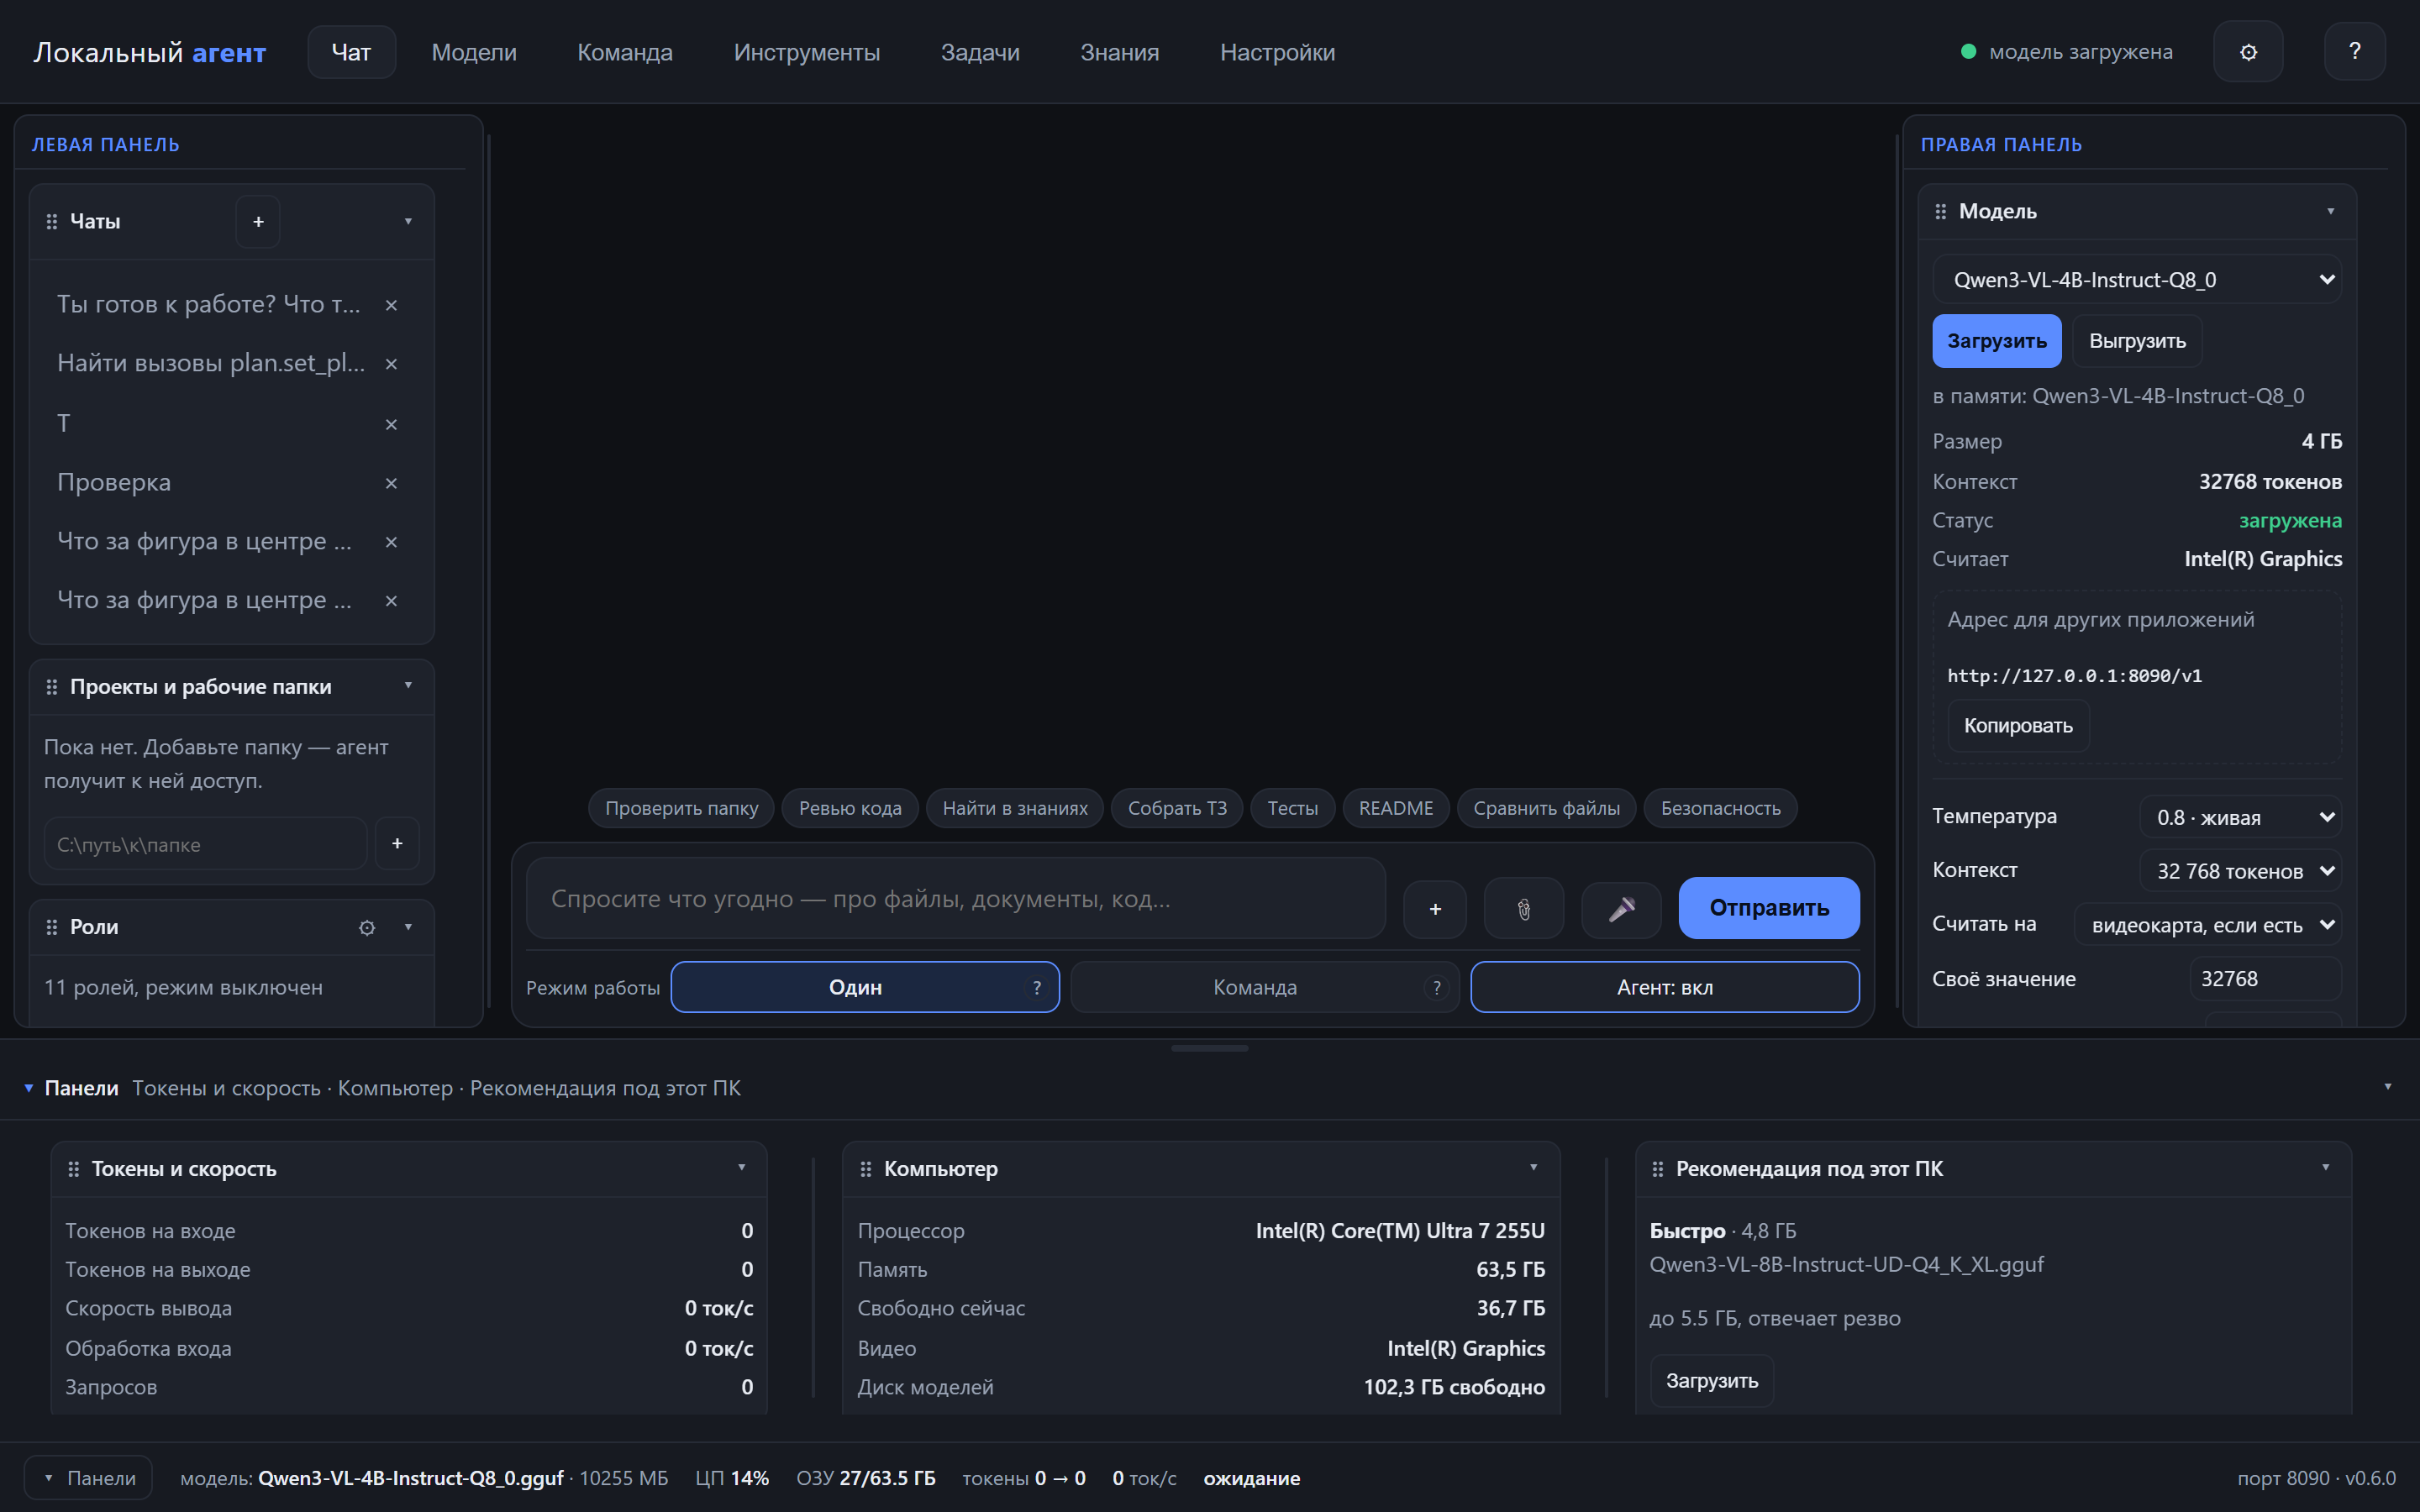 Локальный агент
Чат
Модели
Команда
Инструменты
Задачи
Знания
Настройки
модель загружена
?
ЛЕВАЯ ПАНЕЛЬ
Чаты
+
Ты готов к работе? Что т...
Найти вызовы plan.set_pl...
Т
Проверка
Что за фигура в центре ...
Что за фигура в центре ...
Проекты и рабочие папки
Пока нет. Добавьте папку — агент
получит к ней доступ.
C:\путь\к\папке
+
Роли
11 ролей, режим выключен
Проверить папку
Ревью кода
Найти в знаниях
Собрать ТЗ
Тесты
README
Сравнить файлы
Безопасность
Спросите что угодно — про файлы, документы, код...
+
Отправить
Режим работы
Один ?
Команда ?
Агент: вкл
ПРАВАЯ ПАНЕЛЬ
Модель
Qwen3-VL-4B-Instruct-Q8_0
Загрузить
Выгрузить
в памяти: Qwen3-VL-4B-Instruct-Q8_0
Размер 4 ГБ
Контекст 32768 токенов
Статус загружена
Считает Intel(R) Graphics
Адрес для других приложений
http://127.0.0.1:8090/v1
Копировать
Температура 0.8 · живая
Контекст 32 768 токенов
Считать на видеокарта, если есть
Своё значение 32768
Панели Токены и скорость · Компьютер · Рекомендация под этот ПК
Токены и скорость
Токенов на входе 0
Токенов на выходе 0
Скорость вывода 0 ток/с
Обработка входа 0 ток/с
Запросов 0
Компьютер
Процессор Intel(R) Core(TM) Ultra 7 255U
Память 63,5 ГБ
Свободно сейчас 36,7 ГБ
Видео Intel(R) Graphics
Диск моделей 102,3 ГБ свободно
Рекомендация под этот ПК
Быстро · 4,8 ГБ
Qwen3-VL-8B-Instruct-UD-Q4_K_XL.gguf
до 5.5 ГБ, отвечает резво
Загрузить
Панели
модель: Qwen3-VL-4B-Instruct-Q8_0.gguf · 10255 МБ
ЦП 14%
ОЗУ 27/63.5 ГБ
токены 0 → 0
0 ток/с
ожидание
порт 8090 · v0.6.0